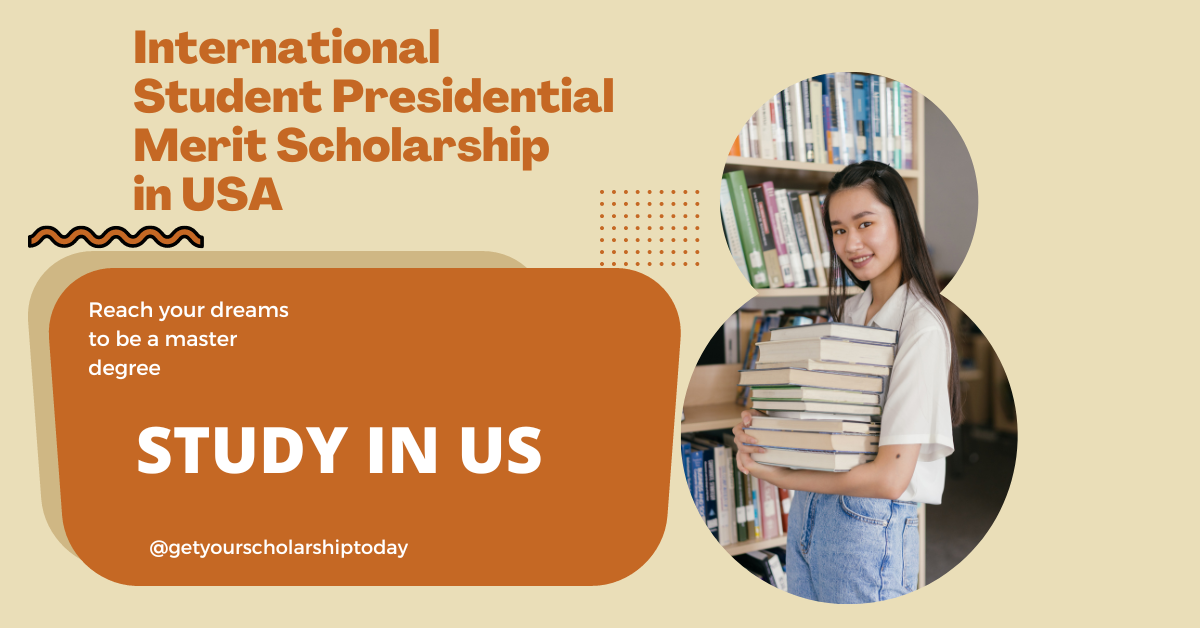 International
Student Presidential
Merit Scholarship
in USA
Reach your dreams
to be a master
degree
STUDY IN US
@getyourscholarshiptoday